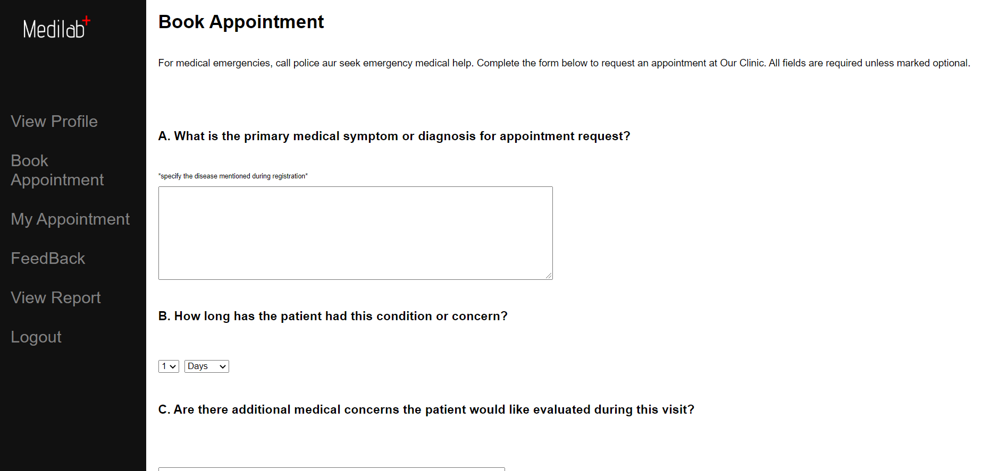 Medilab+
View Profile
Book
Appointment
My Appointment
FeedBack
View Report
Logout
Book Appointment
For medical emergencies, call police aur seek emergency medical help. Complete the form below to request an appointment at Our Clinic. All fields are required unless marked optional.
A. What is the primary medical symptom or diagnosis for appointment request?
*specify the disease mentioned during registration*
B. How long has the patient had this condition or concern?
1 Days
C. Are there additional medical concerns the patient would like evaluated during this visit?